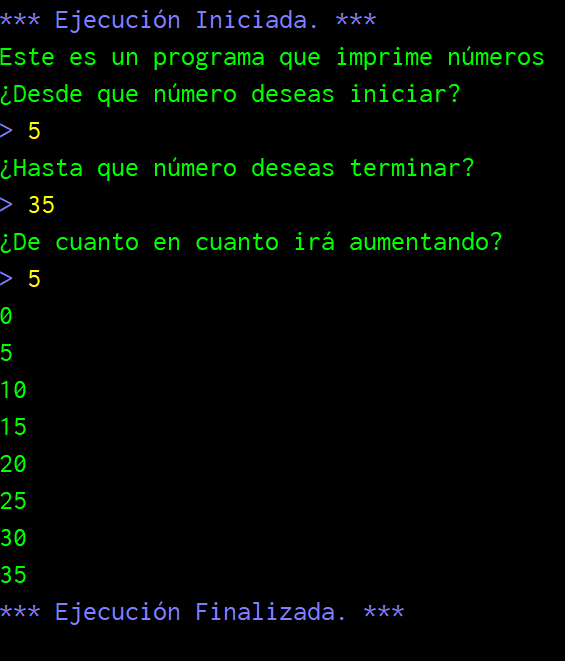 *** Ejecución Iniciada. ***
Este es un programa que imprime números
¿Desde que número deseas iniciar?
> 5
¿Hasta que número deseas terminar?
> 35
¿De cuanto en cuanto irá aumentando?
> 5
0
5
10
15
20
25
30
35
*** Ejecución Finalizada. ***